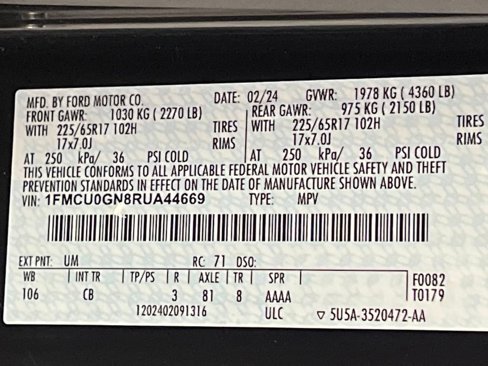 MFD. BY FORD MOTOR CO. DATE: 02/24 GVWR: 1978 KG ( 4360 LB)
FRONT GAWR: 1030 KG ( 2270 LB) REAR GAWR: 975 KG ( 2150 LB)
WITH 225/65R17 102H TIRES WITH 225/65R17 102H TIRES
17x7.0J RIMS 17x7.0J RIMS
AT 250 kPa/ 36 PSI COLD AT 250 kPa/ 36 PSI COLD
THIS VEHICLE CONFORMS TO ALL APPLICABLE FEDERAL MOTOR VEHICLE SAFETY AND THEFT
PREVENTION STANDARDS IN EFFECT ON THE DATE OF MANUFACTURE SHOWN ABOVE.
VIN: 1FMCU0GN8RUA44669 TYPE: MPV
EXT PNT: UM RC: 71 DSO:
WB INT TR TP/PS R AXLE TR SPR F0082
106 CB 3 81 8 AAAA T0179
1202402091316 ULC ▽ 5U5A-3520472-AA